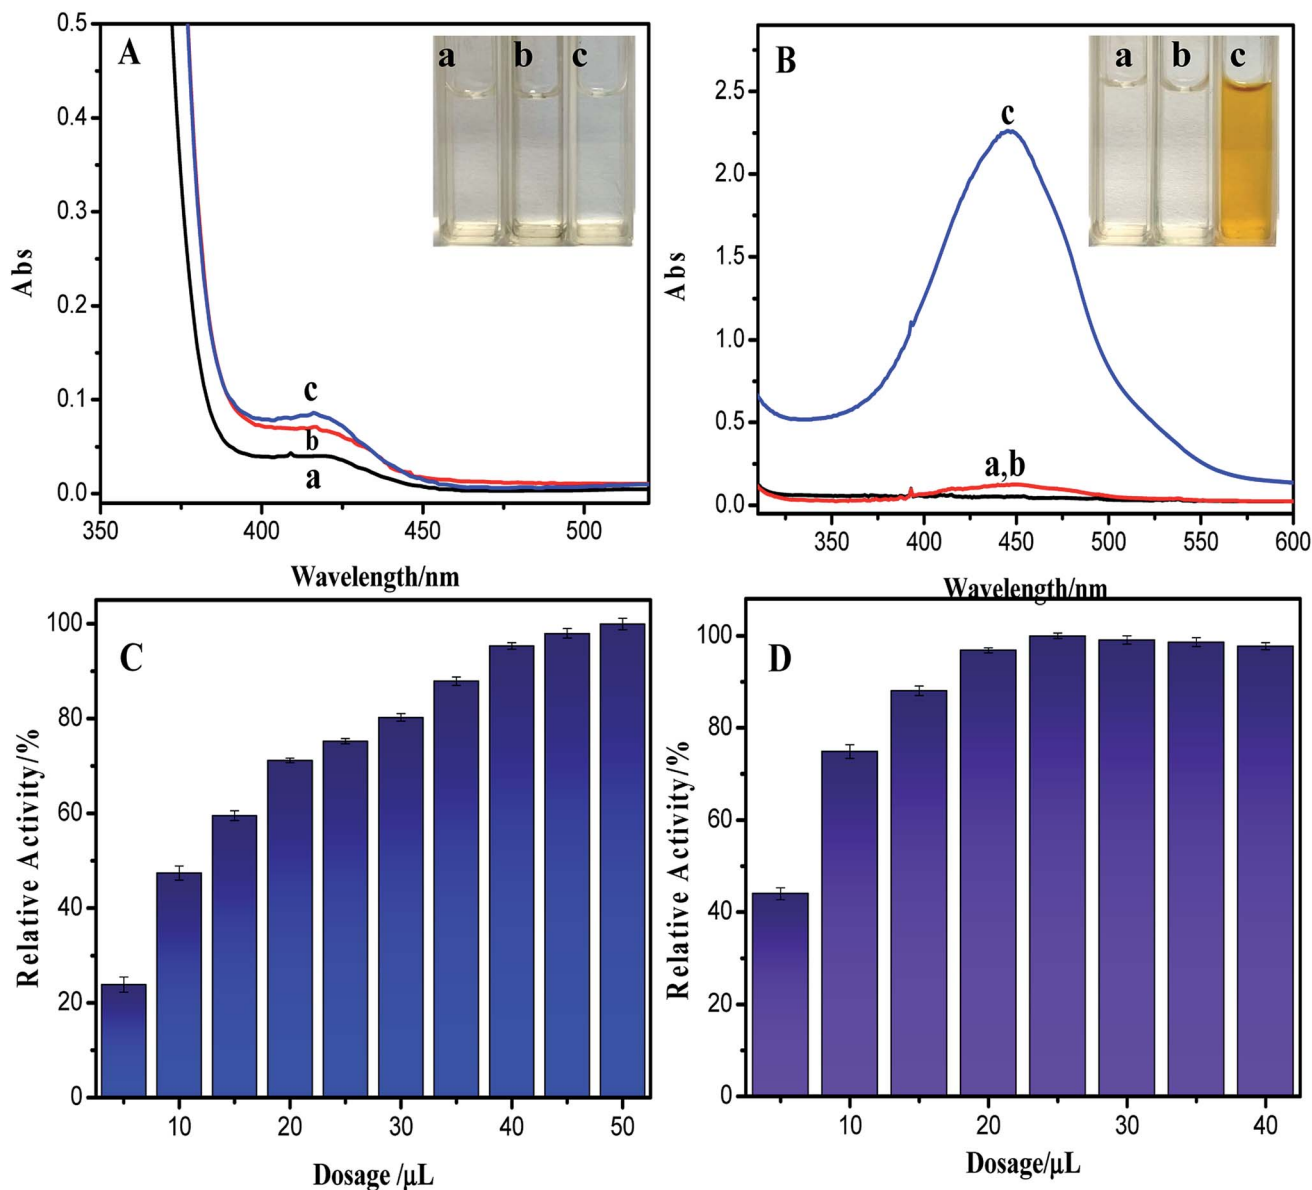 A
a b c
0.5
0.4
0.3
0.2
0.1
0.0
Abs
c
b
a
350 400 450 500
Wavelength/nm
B
a b c
2.5
2.0
1.5
1.0
0.5
0.0
Abs
c
a,b
350 400 450 500 550 600
Wavelength/nm
C
100
80
60
40
20
0
Relative Activity/%
10 20 30 40 50
Dosage /μL
D
100
80
60
40
20
0
Relative Activity/%
10 20 30 40
Dosage/μL